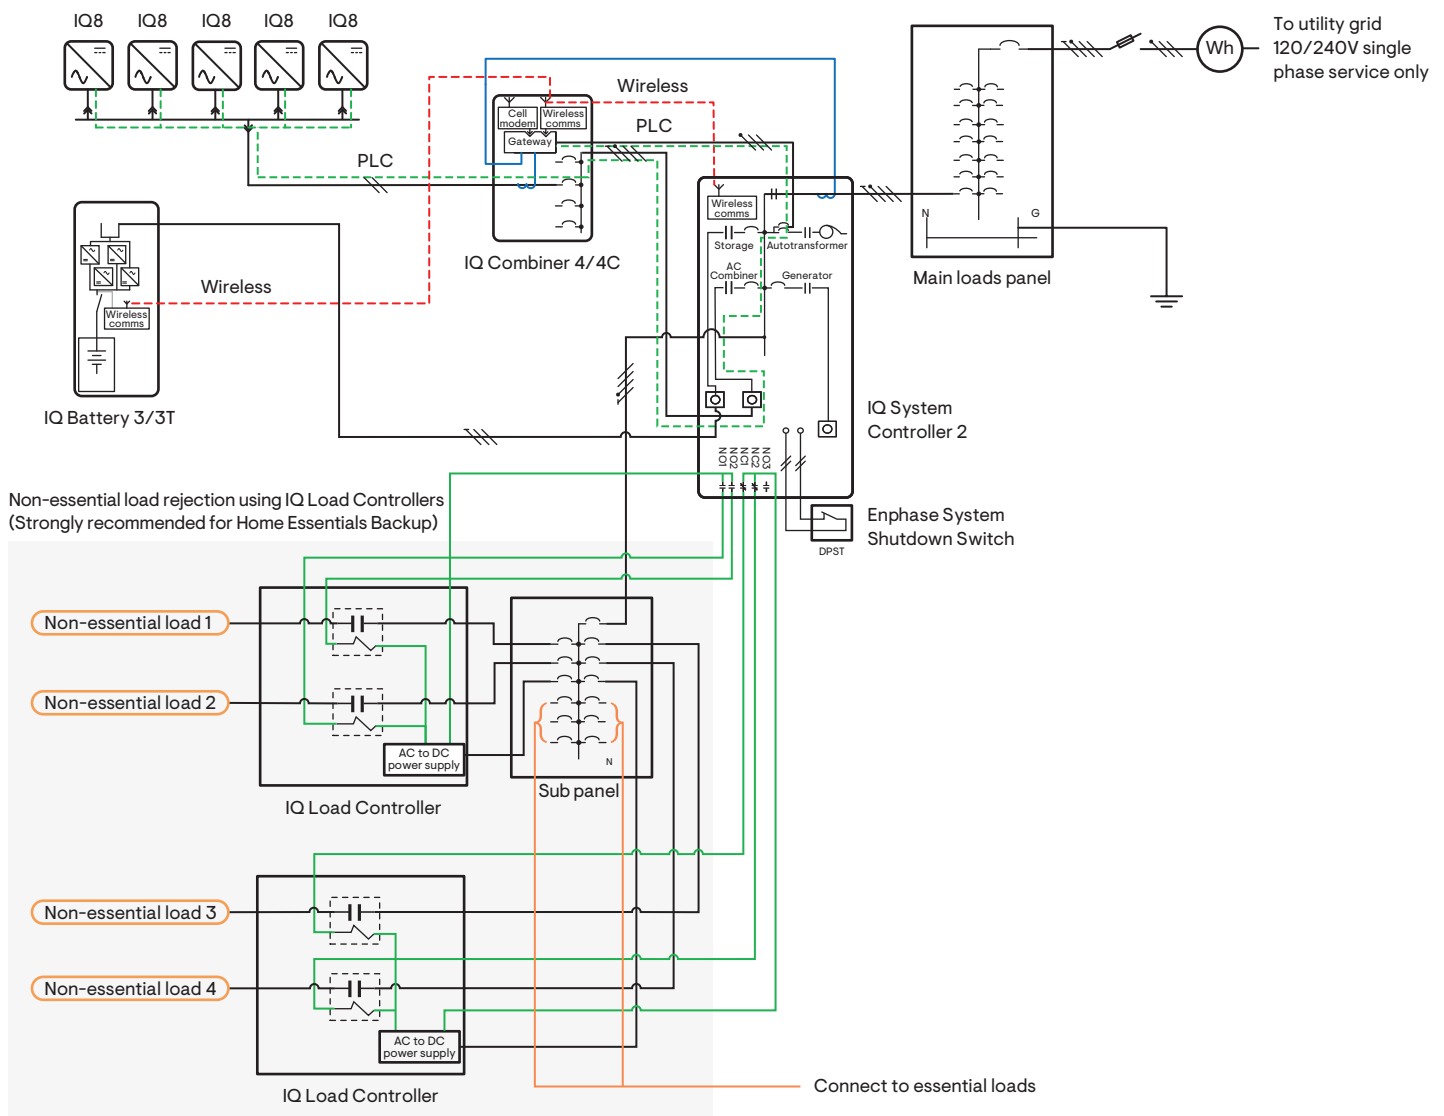 IQ8
IQ8
IQ8
IQ8
IQ8
PLC
Wireless
Wireless
PLC
Cell
modem
Wireless
comms
Gateway
IQ Combiner 4/4C
Wireless
comms
IQ Battery 3/3T
Wireless
comms
Storage
Autotransformer
AC
Combiner
Generator
NO1
NO2
NC1
NC2
NO3
IQ System
Controller 2
Enphase System
Shutdown Switch
DPST
N
G
Main loads panel
Wh
To utility grid
120/240V single
phase service only
Non-essential load rejection using IQ Load Controllers
(Strongly recommended for Home Essentials Backup)
Non-essential load 1
Non-essential load 2
AC to DC
power supply
IQ Load Controller
N
Sub panel
Non-essential load 3
Non-essential load 4
AC to DC
power supply
IQ Load Controller
Connect to essential loads